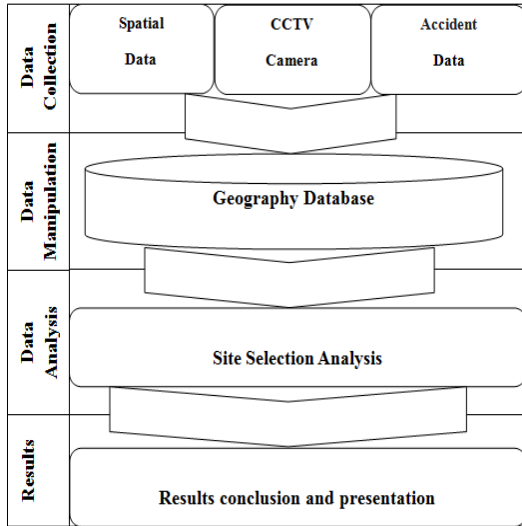 Data
Collection
Spatial
Data
CCTV
Camera
Accident
Data
Data
Manipulation
Geography Database
Data
Analysis
Site Selection Analysis
Results
Results conclusion and presentation